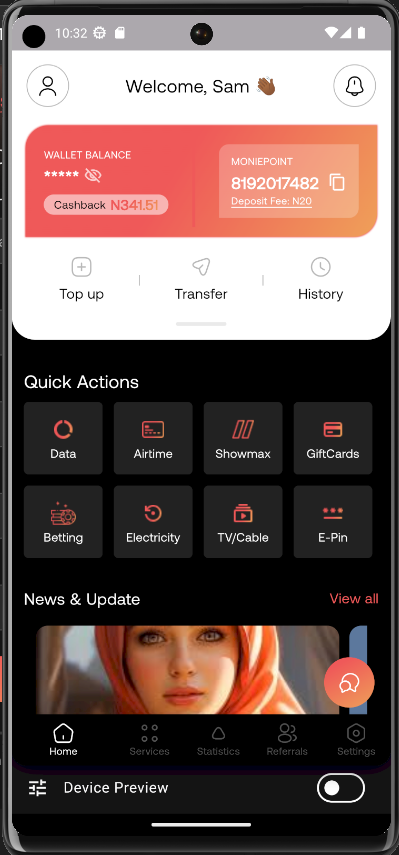 10:32
Welcome, Sam 👋🏾
WALLET BALANCE
*****
Cashback N341.51
MONIEPOINT
8192017482
Deposit Fee: N20
Top up
Transfer
History
Quick Actions
Data
Airtime
Showmax
GiftCards
Betting
Electricity
TV/Cable
E-Pin
News & Update
View all
Home
Services
Statistics
Referrals
Settings
Device Preview